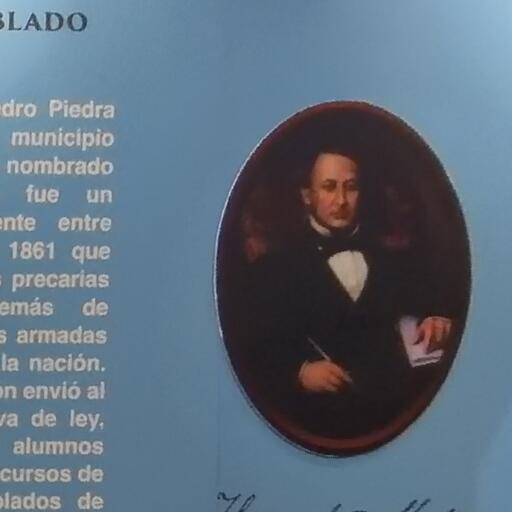 BLADO
edro Piedra
municipio
nombrado
fue un
ente entre
1861 que
s precarias
emás de
s armadas
la nación.
ón envió al
va de ley,
alumnos
cursos de
blados de